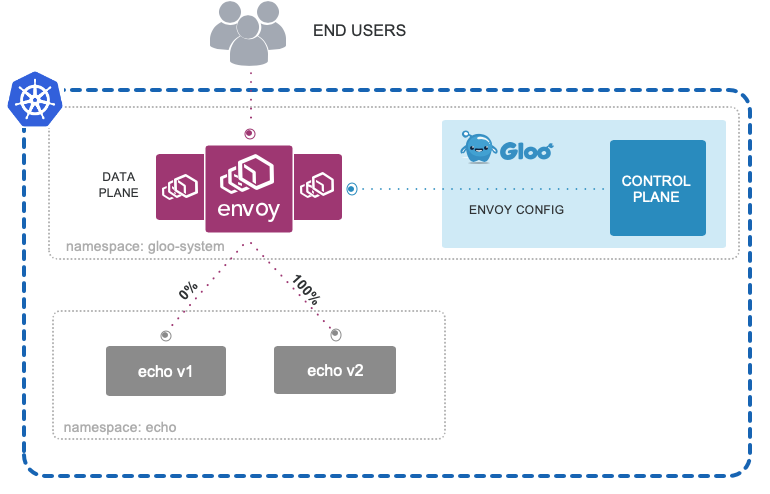 END USERS
DATA
PLANE
envoy
Gloo
ENVOY CONFIG
CONTROL
PLANE
namespace: gloo-system
0%
100%
echo v1
echo v2
namespace: echo